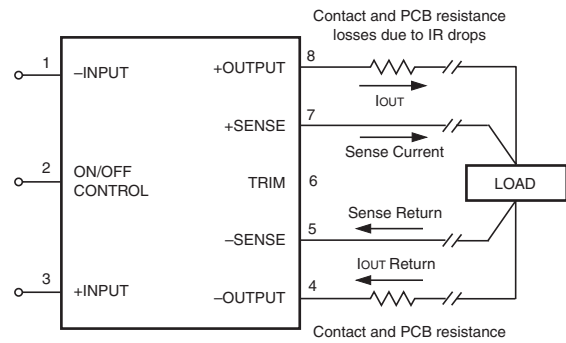 Contact and PCB resistance
losses due to IR drops
1
–INPUT
+OUTPUT
8
IOUT
+SENSE
7
Sense Current
2
ON/OFF
CONTROL
TRIM
6
LOAD
Sense Return
–SENSE
5
IOUT Return
3
+INPUT
–OUTPUT
4
Contact and PCB resistance